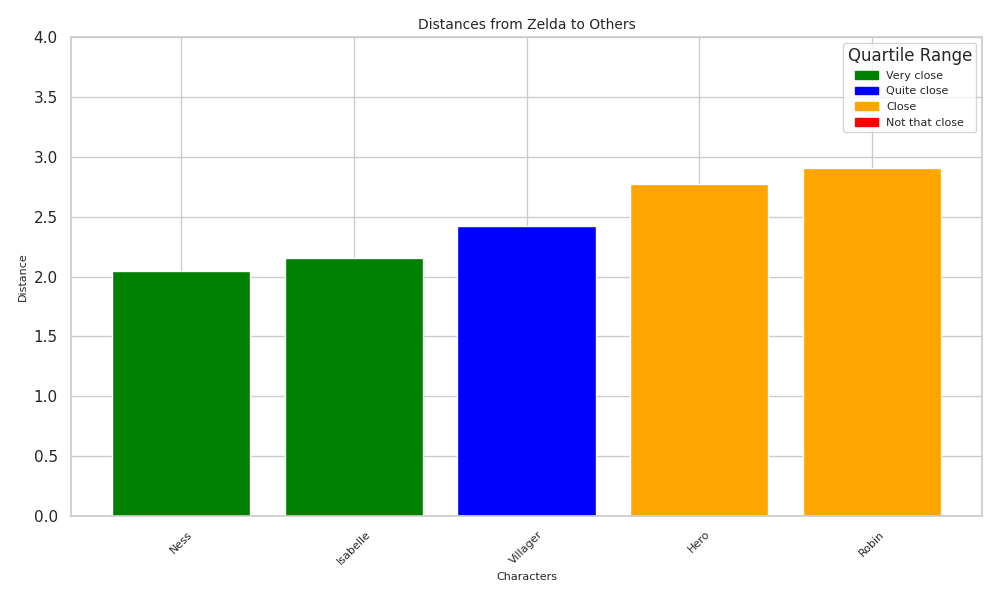 Distances from Zelda to Others
4.0
3.5
3.0
2.5
2.0
1.5
1.0
0.5
0.0
Distance
Quartile Range
Very close
Quite close
Close
Not that close
Ness
Isabelle
Villager
Hero
Robin
Characters